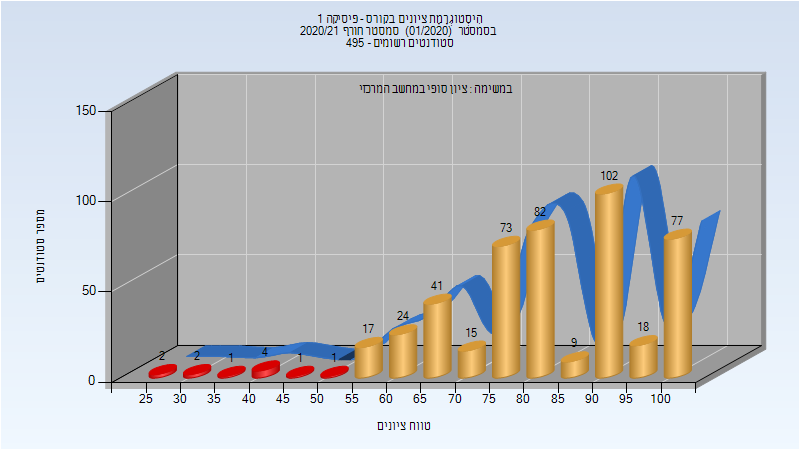 היסטוגרמת ציונים בקורס - פיסיקה 1
בסמסטר (01/2020) סמסטר חורף 2020/21
סטודנטים רשומים - 495
במשימה : ציון סופי במחשב המרכזי
מספר סטודנטים
150
100
50
0
2 2 1 4 1 1 17 24 41 15 73 82 9 102 18 77
25 30 35 40 45 50 55 60 65 70 75 80 85 90 95 100
טווח ציונים